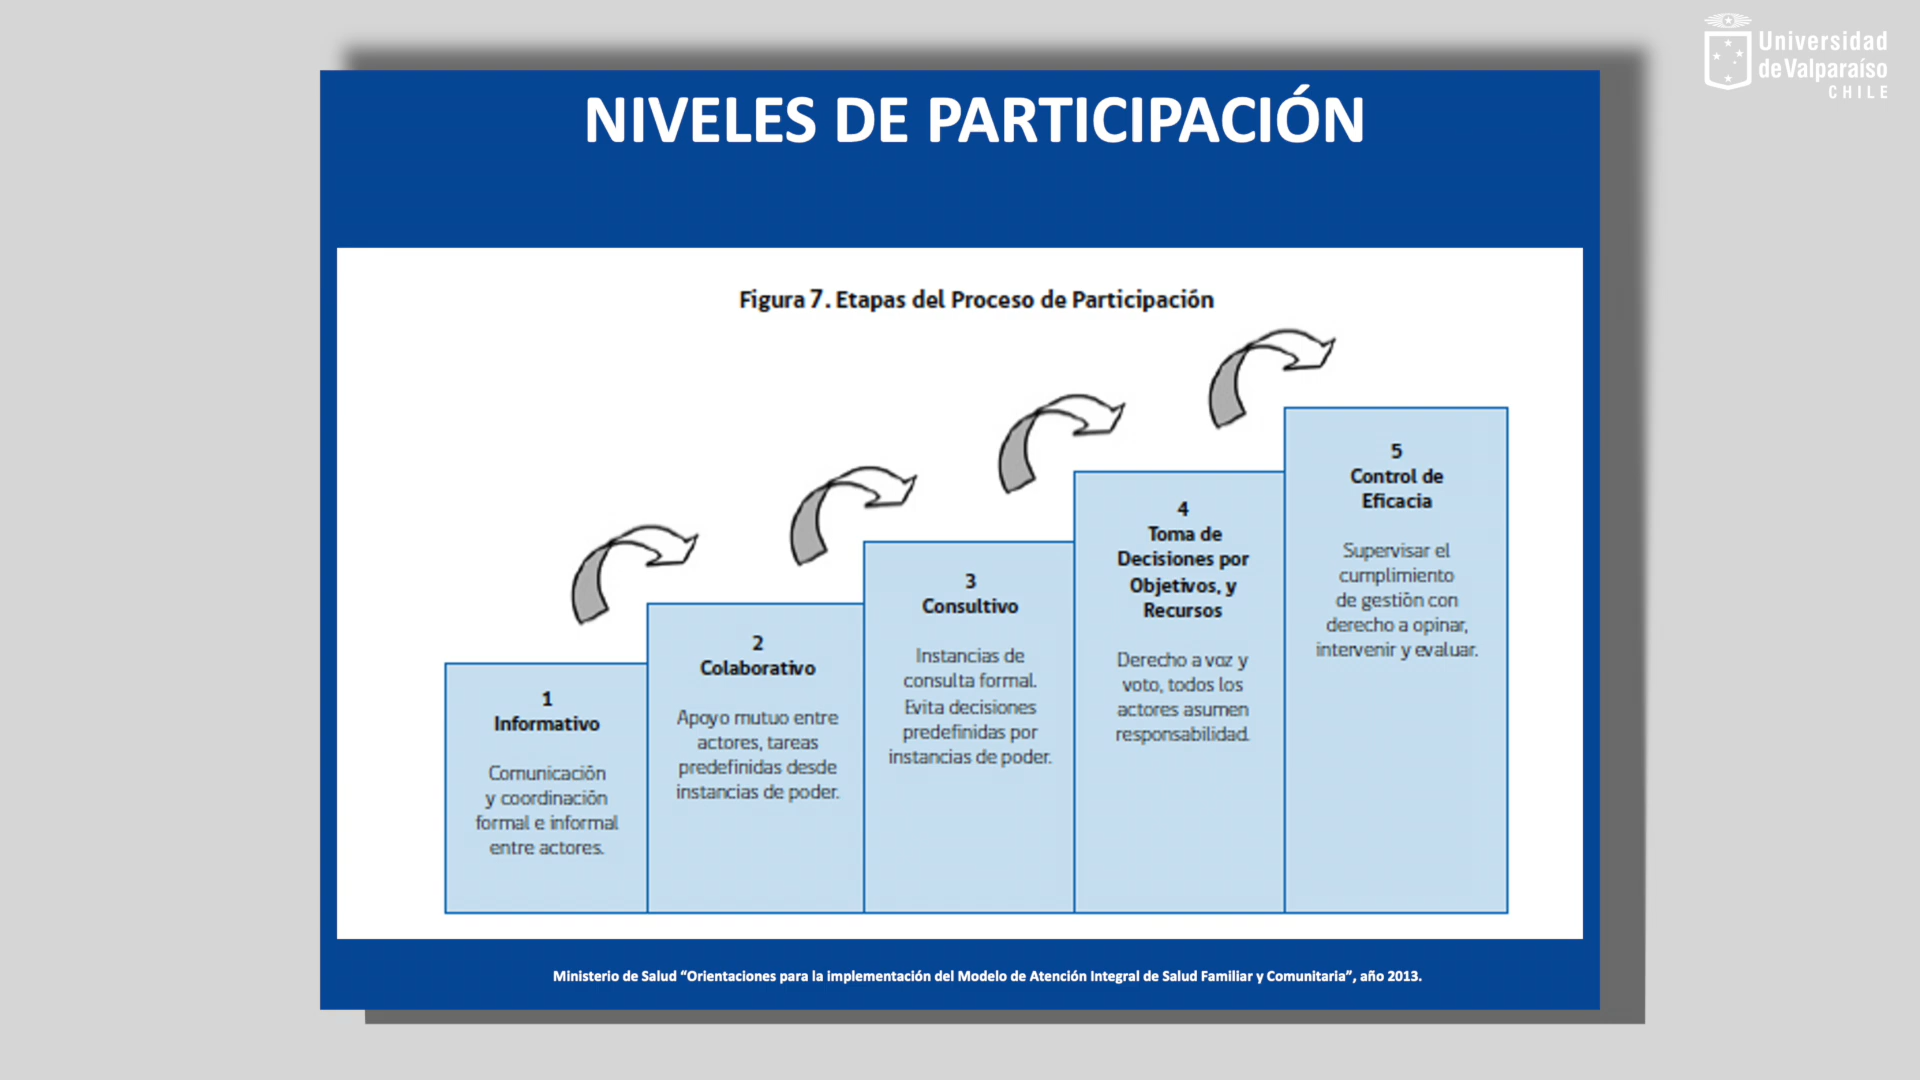 Universidad
de Valparaíso
CHILE
NIVELES DE PARTICIPACIÓN
Figura 7. Etapas del Proceso de Participación
1
Informativo
Comunicación
y coordinación
formal e informal
entre actores.
2
Colaborativo
Apoyo mutuo entre
actores, tareas
predefinidas desde
instancias de poder.
3
Consultivo
Instancias de
consulta formal.
Evita decisiones
predefinidas por
instancias de poder.
4
Toma de
Decisiones por
Objetivos, y
Recursos
Derecho a voz y
voto, todos los
actores asumen
responsabilidad.
5
Control de
Eficacia
Supervisar el
cumplimiento
de gestión con
derecho a opinar,
intervenir y evaluar.
Ministerio de Salud “Orientaciones para la implementación del Modelo de Atención Integral de Salud Familiar y Comunitaria”, año 2013.